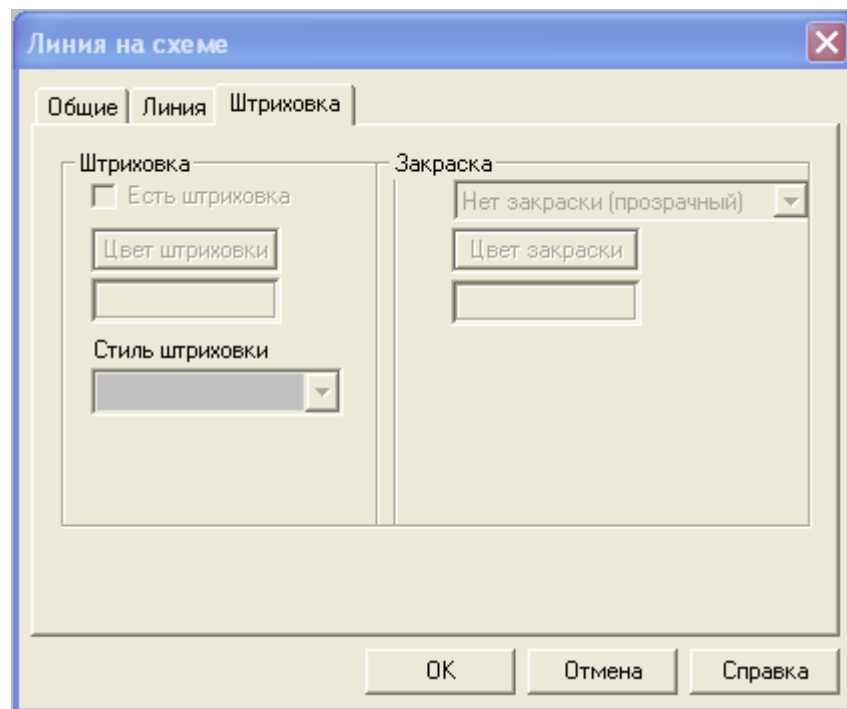 Линия на схеме
Общие Линия Штриховка
Штриховка
Есть штриховка
Цвет штриховки
Стиль штриховки
Закраска
Нет закраски (прозрачный)
Цвет закраски
OK Отмена Справка